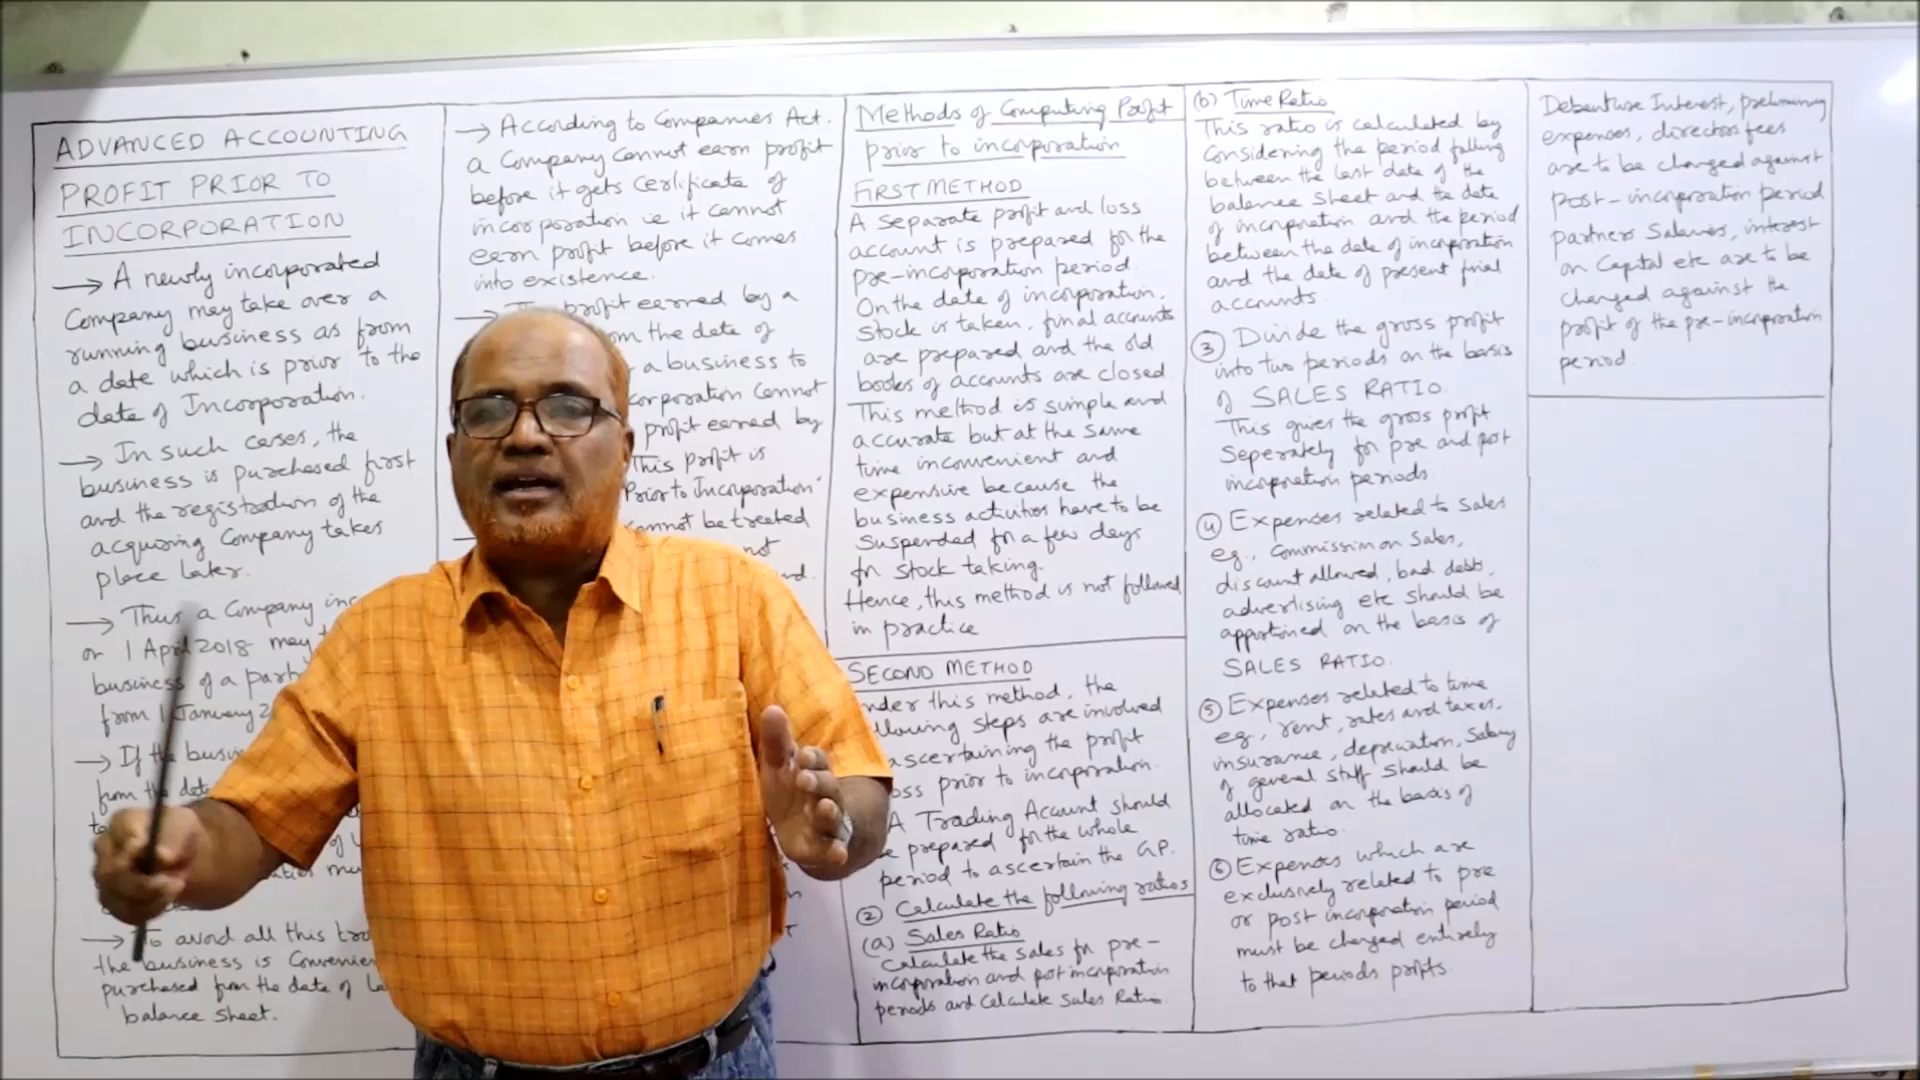 ADVANCED ACCOUNTING
PROFIT PRIOR TO
INCORPORATION
→ A newly incorporated
Company may take over a
running business as from
a date which is prior to the
date of Incorporation.
→ In such cases, the
business is purchased first
and the registration of the
acquiring Company takes
place later.
→ Thus a Company inc
on 1 April 2018 may
business of a part
from 1 January 2
→ If the busin
from the date
of
must
→ To avoid all this tro
the business is Convenien
purchased from the date of La
balance sheet.
→ According to Companies Act.
a Company cannot earn profit
before it gets Certificate of
incorporation ie it cannot
earn profit before it comes
into existence.
→ profit earned by a
om the date of
a business to
corporation cannot
profit earned by
This profit is
Prior to Incorporation'
cannot be treated
not
Methods of Computing Profit
prior to incorporation
FIRST METHOD
A separate profit and loss
account is prepared for the
pre-incorporation period.
On the date of incorporation,
stock is taken, final accounts
are prepared and the old
books of accounts are closed
This method is simple and
accurate but at the same
time inconvenient and
expensive because the
business activities have to be
suspended for a few days
for stock taking.
Hence, this method is not followed
in practice
SECOND METHOD
nder this method, the
llowing steps are involved
ascertaining the profit
oss prior to incorporation.
A Trading Account should
e prepared for the whole
period to ascertain the G.P.
② Calculate the following ratios
(a) Sales Ratio
Calculate the sales for pre-
incorporation and post incorporation
periods and calculate Sales Ratio
(b) Time Ratio
This ratio is calculated by
considering the period falling
between the last date of the
balance sheet and the date
of incorporation and the period
between the date of incorporation
and the date of present final
accounts.
③ Divide the gross profit
into two periods on the basis
of SALES RATIO.
This gives the gross profit
Seperately for pre and post
incorporation periods.
④ Expenses related to Sales
eg., Commission on Sales,
discount allowed, bad debts,
advertising etc should be
apportioned on the basis of
SALES RATIO.
⑤ Expenses related to time
eg, rent, rates and taxes,
insurance, depreciation, Salary
of general staff should be
allocated on the basis of
time ratio.
⑥ Expenses which are
exclusively related to pre
or post incorporation period
must be charged entirely
to that periods profits.
Debenture Interest, preliminary
expenses, directors fees
are to be charged against
post-incorporation period
partners Salaries, interest
on Capital etc are to be
charged against the
profit of the pre-incorporation
period.